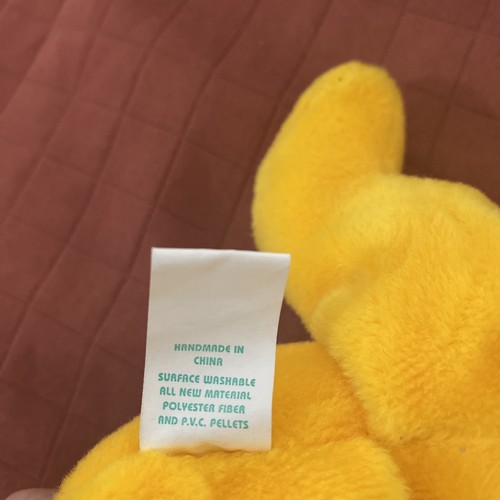 HANDMADE IN
CHINA
SURFACE WASHABLE
ALL NEW MATERIAL
POLYESTER FIBER
AND P.V.C. PELLETS